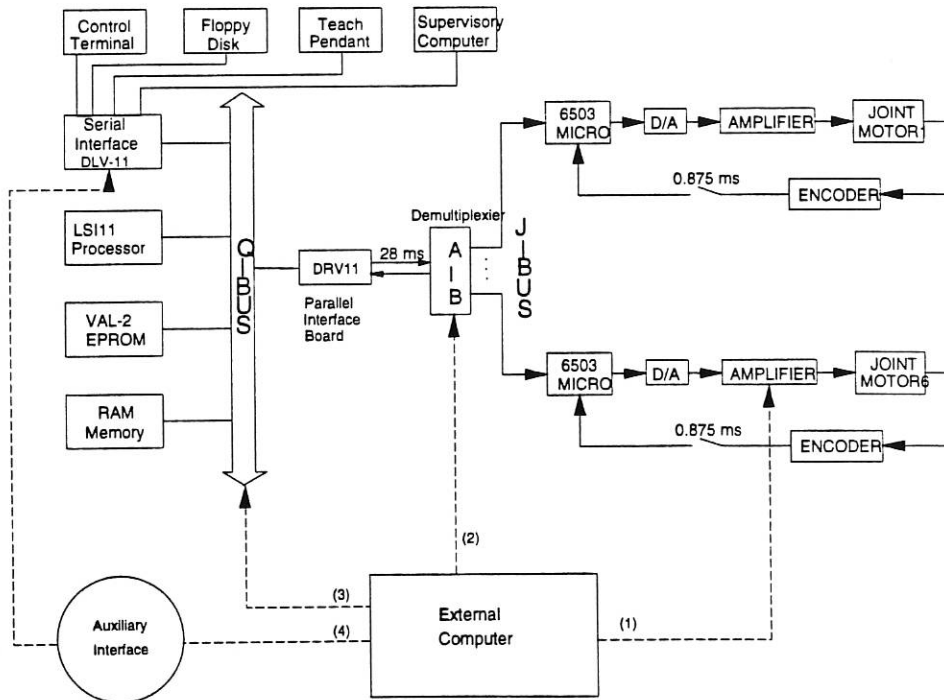 Control
Terminal
Floppy
Disk
Teach
Pendant
Supervisory
Computer
Serial
Interface
DLV-11
LSI11
Processor
VAL-2
EPROM
RAM
Memory
Q-BUS
DRV11
Parallel
Interface
Board
28 ms
Demultiplexier
AIB
J-BUS
6503
MICRO
D/A
AMPLIFIER
JOINT
MOTOR1
0.875 ms
ENCODER
6503
MICRO
D/A
AMPLIFIER
JOINT
MOTOR6
0.875 ms
ENCODER
(2)
(3)
(4)
(1)
Auxiliary
Interface
External
Computer